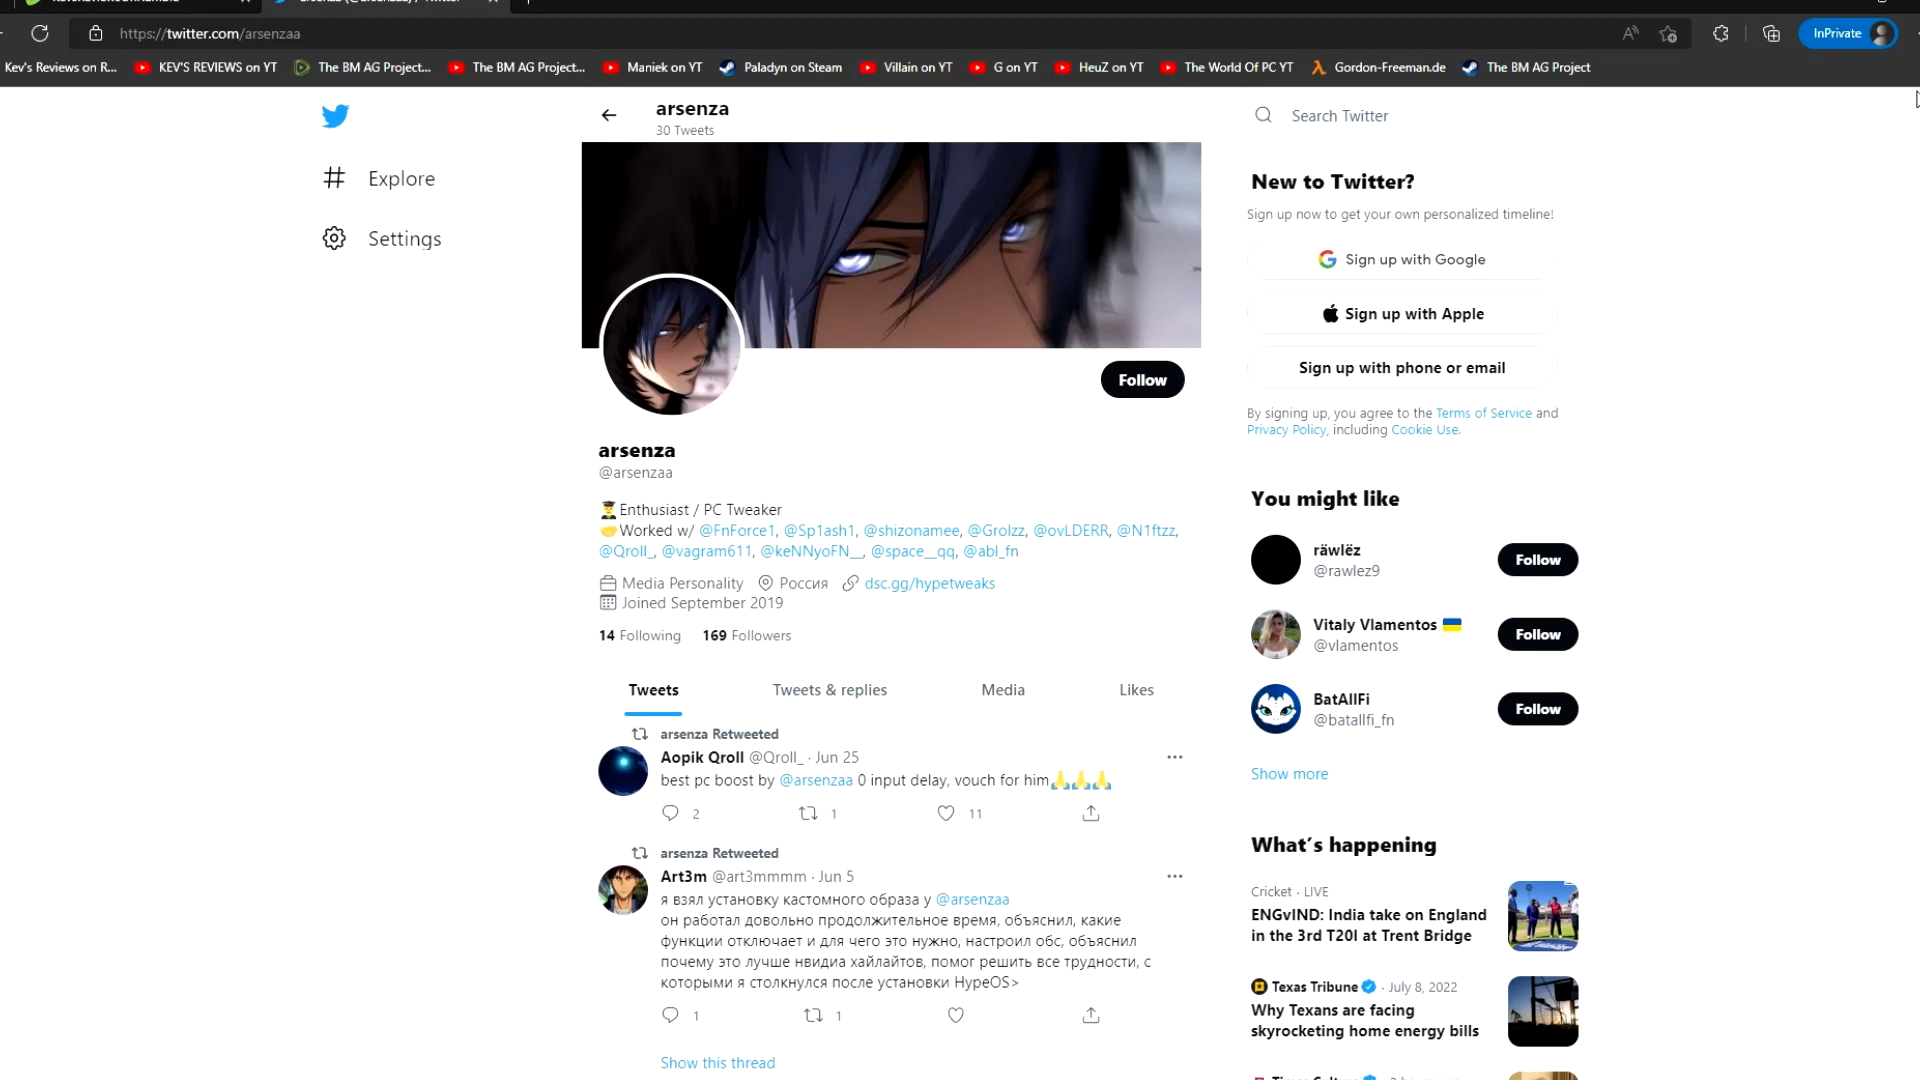 https://twitter.com/arsenzaa
InPrivate
Kev's Reviews on R...
KEV'S REVIEWS on YT
The BM AG Project...
The BM AG Project...
Maniek on YT
Paladyn on Steam
Villain on YT
G on YT
HeuZ on YT
The World Of PC YT
Gordon-Freeman.de
The BM AG Project
Explore
Settings
arsenza
30 Tweets
Follow
arsenza
@arsenzaa
Enthusiast / PC Tweaker
Worked w/ @FnForce1, @Sp1ash1, @shizonamee, @Grolzz, @ovLDERR, @N1ftzz,
@Qroll_, @vagram611, @keNNyoFN__, @space__qq, @abl_fn
Media Personality Россия dsc.gg/hypetweaks
Joined September 2019
14 Following 169 Followers
Tweets
Tweets & replies
Media
Likes
arsenza Retweeted
Aopik Qroll @Qroll_ · Jun 25
best pc boost by @arsenzaa 0 input delay, vouch for him🙏🙏🙏
2
1
11
arsenza Retweeted
Art3m @art3mmmm · Jun 5
я взял установку кастомного образа у @arsenzaa
он работал довольно продолжительное время, объяснил, какие
функции отключает и для чего это нужно, настроил обс, объяснил
почему это лучше нвидиа хайлайтов, помог решить все трудности, с
которыми я столкнулся после установки HypeOS>
1
1
Show this thread
Search Twitter
New to Twitter?
Sign up now to get your own personalized timeline!
Sign up with Google
Sign up with Apple
Sign up with phone or email
By signing up, you agree to the Terms of Service and
Privacy Policy, including Cookie Use.
You might like
räwlëz
@rawlez9
Follow
Vitaly Vlamentos 🇺🇦
@vlamentos
Follow
BatAllFi
@batallfi_fn
Follow
Show more
What's happening
Cricket · LIVE
ENGvIND: India take on England
in the 3rd T20I at Trent Bridge
Texas Tribune · July 8, 2022
Why Texans are facing
skyrocketing home energy bills